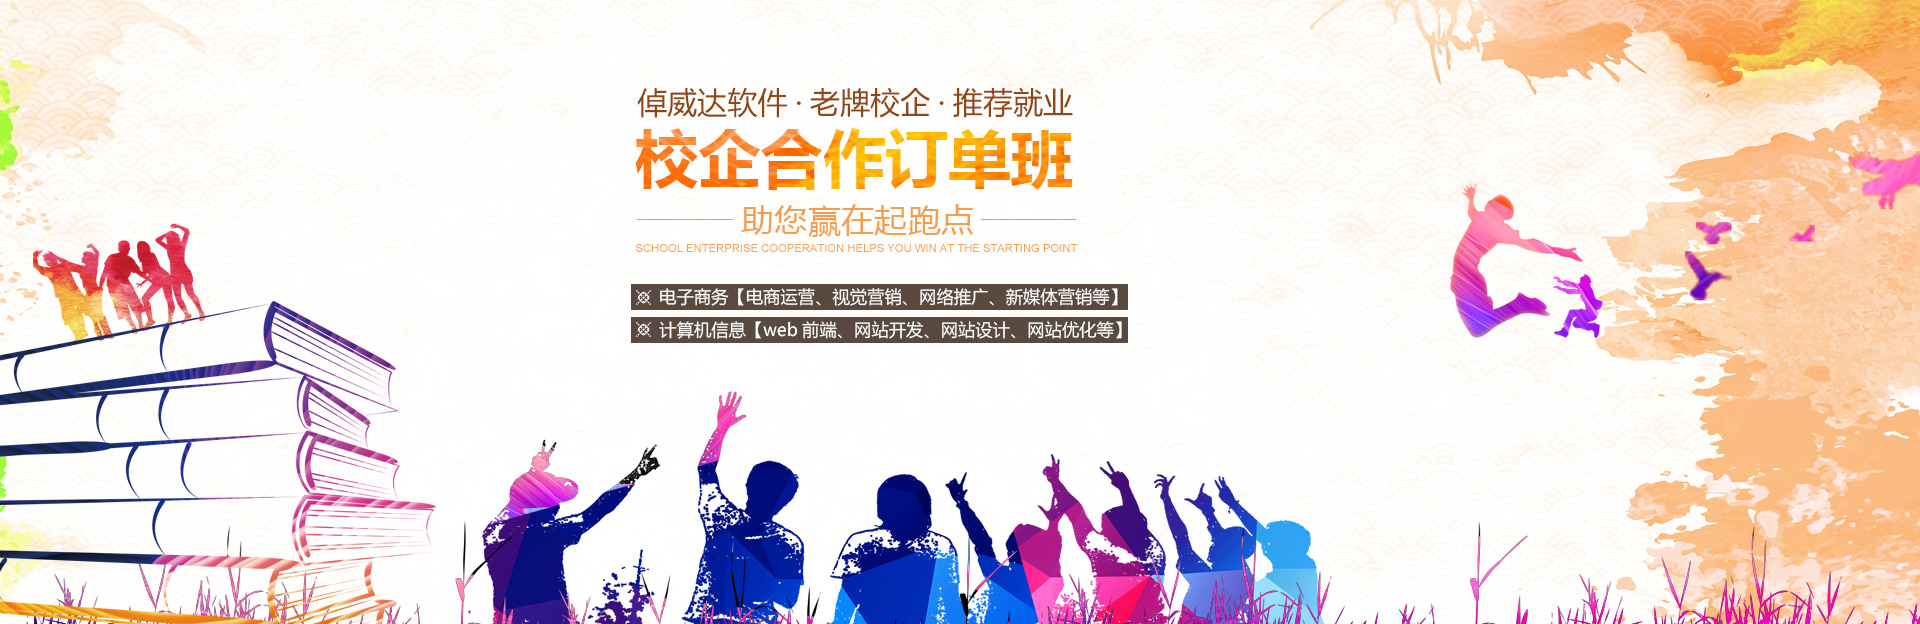 倬威达软件·老牌校企·推荐就业
校企合作订单班
助您赢在起跑点
SCHOOL ENTERPRISE COOPERATION HELPS YOU WIN AT THE STARTING POINT
※ 电子商务【电商运营、视觉营销、网络推广、新媒体营销等】
※ 计算机信息【web 前端、网站开发、网站设计、网站优化等】